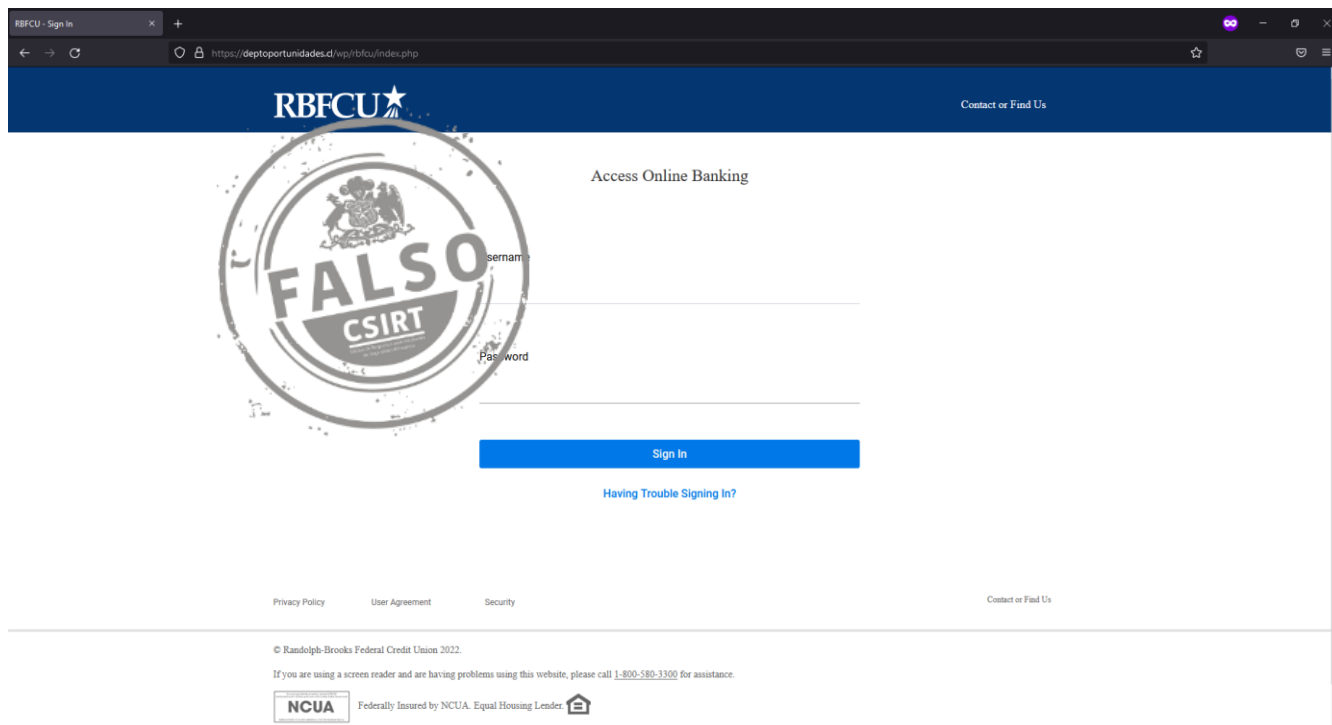 RBFCU - Sign In
https://deptoportunidades.cl/wp/rbfcu/index.php
RBFCU
Contact or Find Us
Access Online Banking
FALSO
CSIRT
sername
Password
Sign In
Having Trouble Signing In?
Privacy Policy
User Agreement
Security
Contact or Find Us
© Randolph-Brooks Federal Credit Union 2022.
If you are using a screen reader and are having problems using this website, please call 1-800-580-3300 for assistance.
NCUA
Federally Insured by NCUA. Equal Housing Lender.